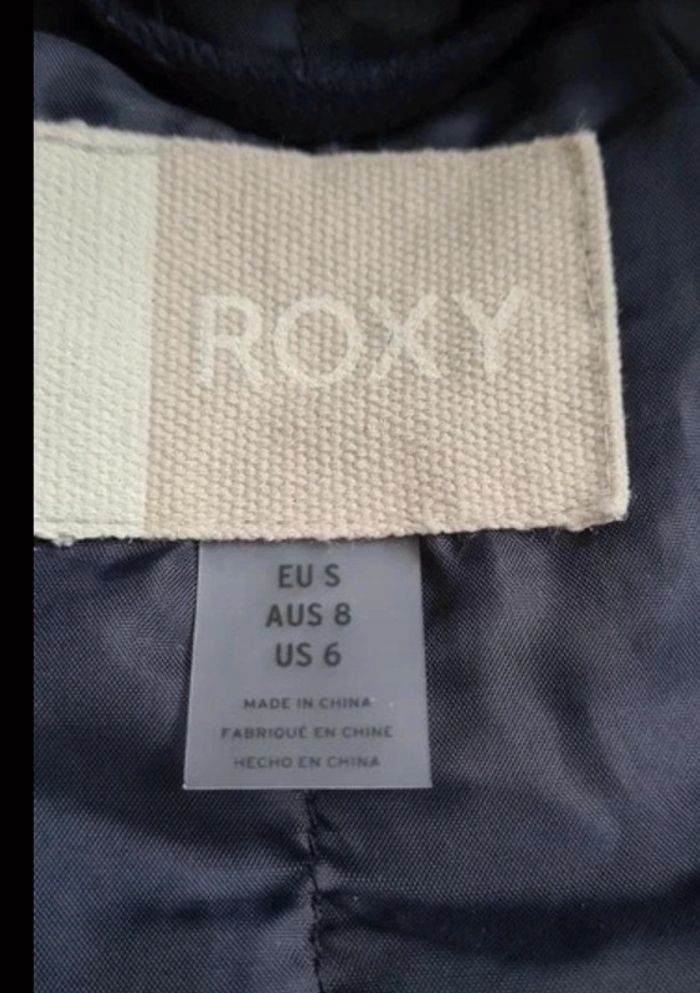 ROXY
EU S
AUS 8
US 6
MADE IN CHINA
FABRIQUÉ EN CHINE
HECHO EN CHINA